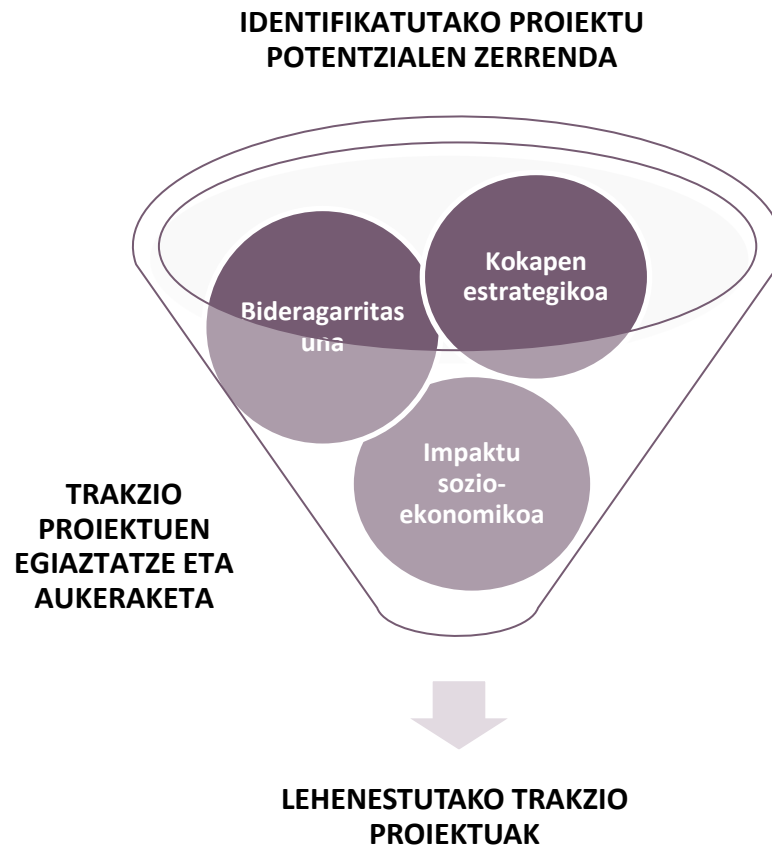 IDENTIFIKATUTAKO PROIEKTU
POTENTZIALEN ZERRENDA
Kokapen
estrategikoa
Bideragarritas
una
Impaktu
sozio-
ekonomikoa
TRAKZIO
PROIEKTUEN
EGIAZTATZE ETA
AUKERAKETA
LEHENESTUTAKO TRAKZIO
PROIEKTUAK